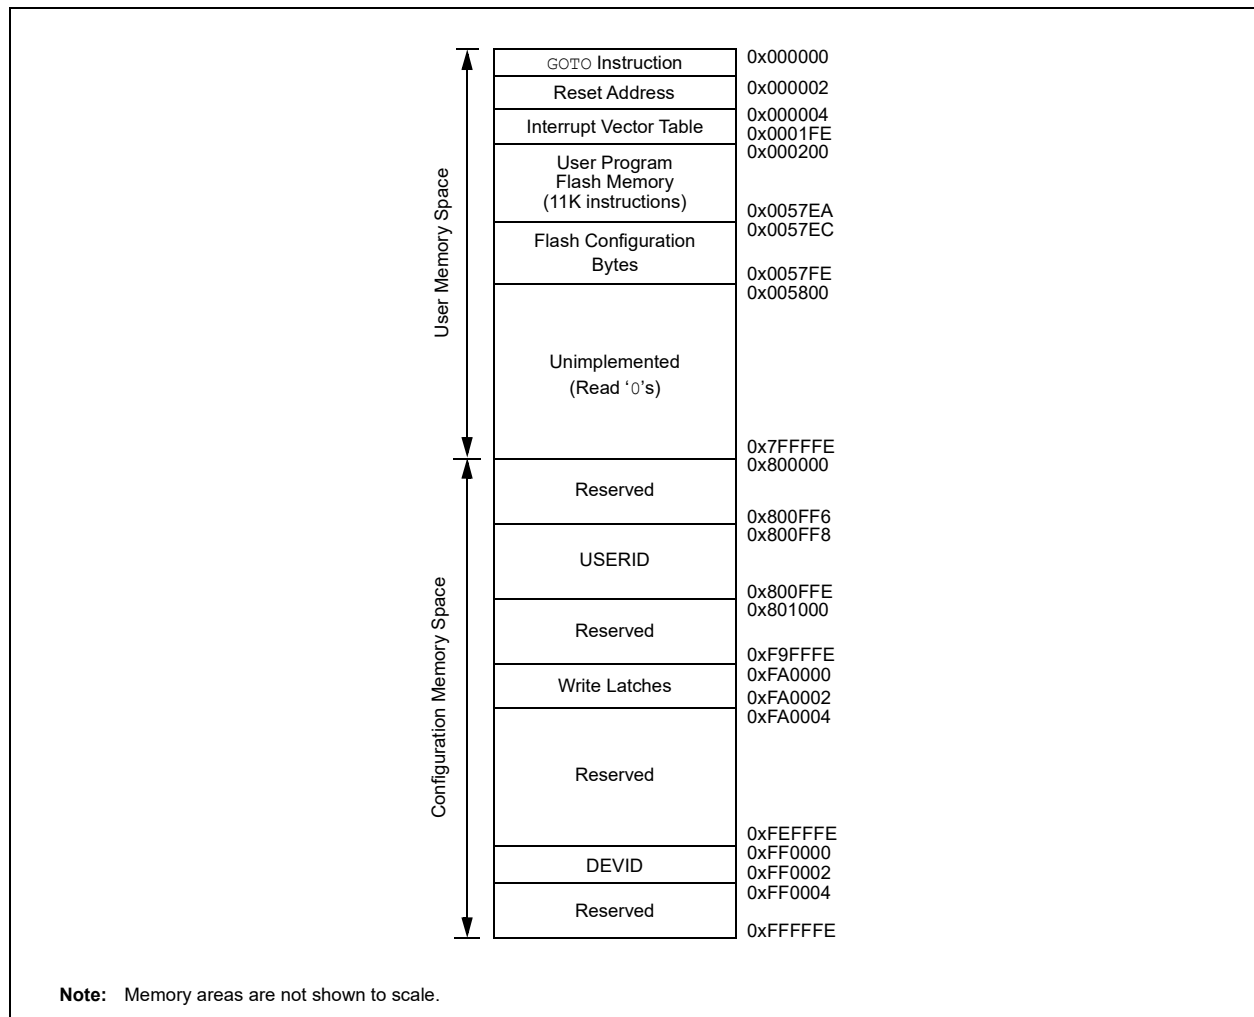 GOTO Instruction
0x000000
Reset Address
0x000002
Interrupt Vector Table
0x000004
0x0001FE
User Program
Flash Memory
(11K instructions)
0x000200
0x0057EA
Flash Configuration
Bytes
0x0057EC
0x0057FE
Unimplemented
(Read ‘0’s)
0x005800
0x7FFFFE
User Memory Space
Reserved
0x800000
0x800FF6
USERID
0x800FF8
0x800FFE
Reserved
0x801000
0xF9FFFE
Write Latches
0xFA0000
0xFA0002
Reserved
0xFA0004
0xFEFFFE
DEVID
0xFF0000
0xFF0002
Reserved
0xFF0004
0xFFFFFE
Configuration Memory Space
Note: Memory areas are not shown to scale.